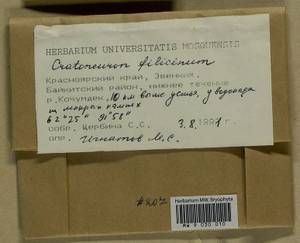 HERBARIUM UNIVERSITATIS MOSQUENSIS
Cratoneuron filicinum
Красноярский край, Эвенкия.
Байкитский район, нижнее течение
р.Кочумдек, 10 км выше устья, у водопада
на мокрых камнях
62°25" 91°58"
собр. Щербина С.С. 3.8.1991 г.
опр. Игнатов М.С.
#207
Herbarium MW, Bryophyta
MW 9 030 010